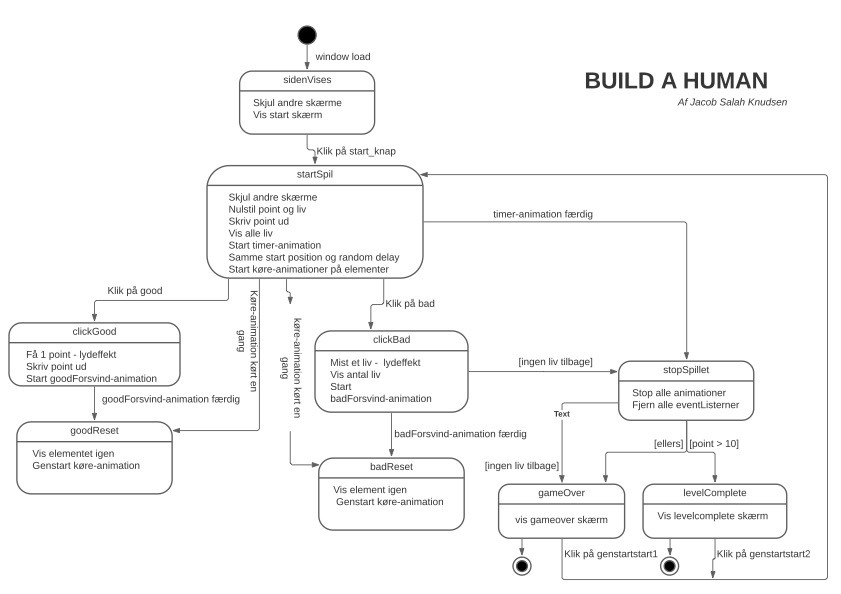 window load
BUILD A HUMAN
Af Jacob Salah Knudsen
sidenVises
Skjul andre skærme
Vis start skærm
Klik på start_knap
startSpil
Skjul andre skærme
Nulstil point og liv
Skriv point ud
Vis alle liv
Start timer-animation
Samme start position og random delay
Start køre-animationer på elementer
timer-animation færdig
Klik på good
Køre-animation kørt en
gang
køre-animation kørt en
gang
Klik på bad
clickGood
Få 1 point - lydeffekt
Skriv point ud
Start goodForsvind-animation
clickBad
Mist et liv - lydeffekt
Vis antal liv
Start
badForsvind-animation
[ingen liv tilbage]
stopSpillet
Stop alle animationer
Fjern alle eventListerner
goodForsvind-animation færdig
goodReset
Vis elementet igen
Genstart køre-animation
badForsvind-animation færdig
badReset
Vis element igen
Genstart køre-animation
Text
[ingen liv tilbage]
[ellers]
[point > 10]
gameOver
vis gameover skærm
levelComplete
Vis levelcomplete skærm
Klik på genstartstart1
Klik på genstartstart2